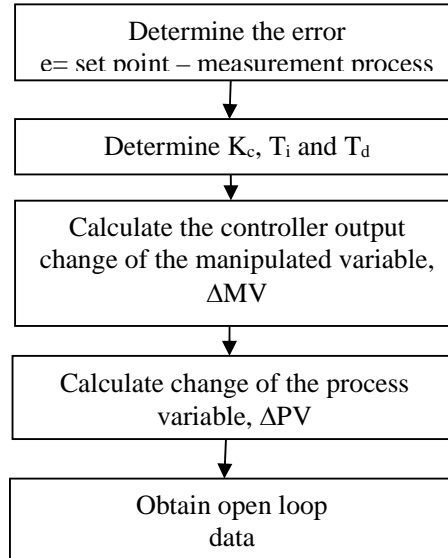 Determine the error
e= set point – measurement process
Determine Kc, Ti and Td
Calculate the controller output
change of the manipulated variable,
ΔMV
Calculate change of the process
variable, ΔPV
Obtain open loop
data